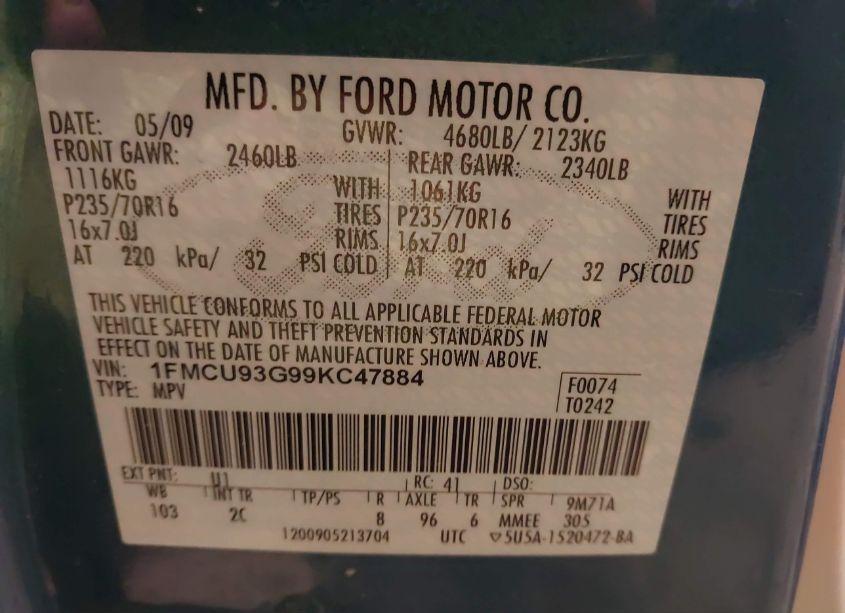 MFD. BY FORD MOTOR CO.
DATE: 05/09 GVWR: 4680LB/ 2123KG
FRONT GAWR: 2460LB REAR GAWR: 2340LB
1116KG WITH 1061KG WITH
P235/70R16 TIRES P235/70R16 TIRES
16x7.0J RIMS 16x7.0J RIMS
AT 220 kPa/ 32 PSI COLD AT 220 kPa/ 32 PSI COLD
Ford
THIS VEHICLE CONFORMS TO ALL APPLICABLE FEDERAL MOTOR
VEHICLE SAFETY AND THEFT PREVENTION STANDARDS IN
EFFECT ON THE DATE OF MANUFACTURE SHOWN ABOVE.
VIN: 1FMCU93G99KC47884
TYPE: MPV
F0074
T0242
EXT PNT: U1 RC: 41 DSO:
WB INT TR TP/PS R AXLE TR SPR 9M71A
103 2C 8 96 6 MMEE 305
1200905213704 UTC ▽5U5A-1520472-BA